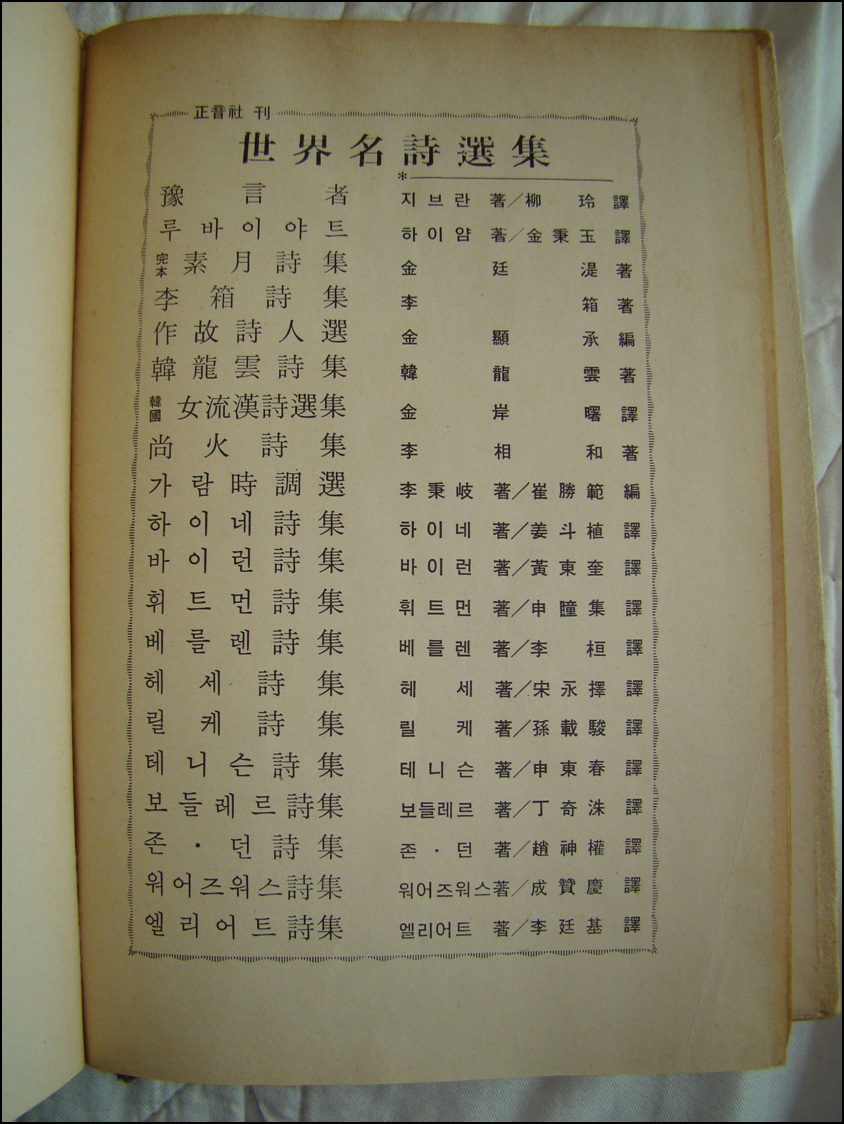 正音社 刊
世界名詩選集
*
豫言者 지브란 著/柳玲 譯
루바이야트 하이얌 著/金秉玉 譯
完本 素月詩集 金廷湜 著
李箱詩集 李箱 著
作故詩人選 金顯承 編
韓龍雲詩集 韓龍雲 著
韓國 女流漢詩選集 金岸曙 譯
尙火詩集 李相和 著
가람時調選 李秉岐 著/崔勝範 編
하이네詩集 하이네 著/姜斗植 譯
바이런詩集 바이런 著/黃東奎 譯
휘트먼詩集 휘트먼 著/申瞳集 譯
베를렌詩集 베를렌 著/李桓 譯
헤세詩集 헤세 著/宋永擇 譯
릴케詩集 릴케 著/孫載駿 譯
테니슨詩集 테니슨 著/申東春 譯
보들레르詩集 보들레르 著/丁奇洙 譯
존·던詩集 존·던 著/趙神權 譯
워어즈워스詩集 워어즈워스著/成贊慶 譯
엘리어트詩集 엘리어트 著/李廷基 譯